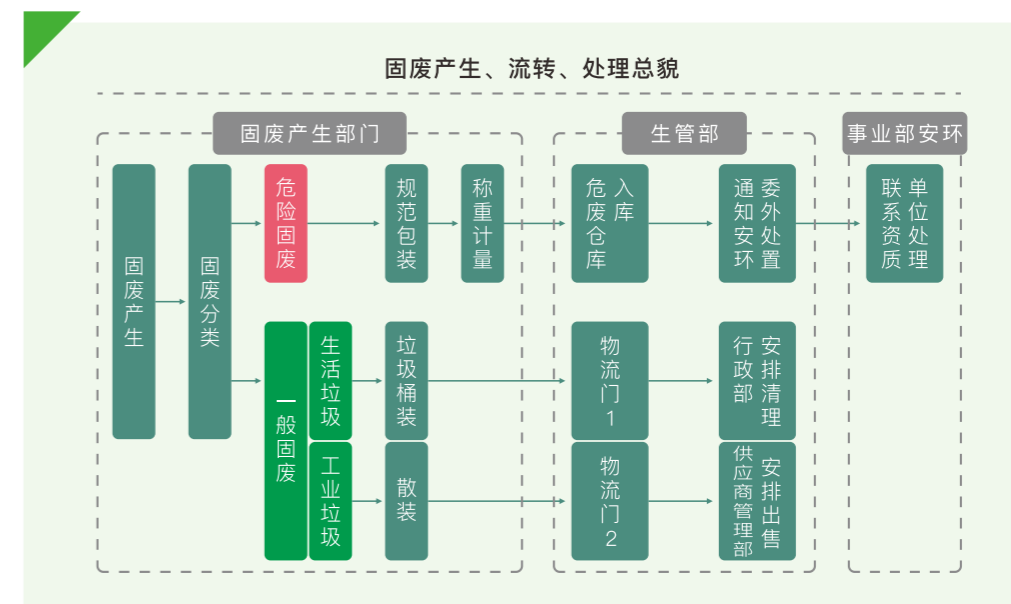 固废产生、流转、处理总貌
固废产生部门
生管部
事业部安环
固废产生
固废分类
危险固废
规范包装
称重计量
危废仓库
入库
通知安环
委外处置
联系资质
单位处理
一般固废
生活垃圾
垃圾桶装
物流门1
行政部
安排清理
工业垃圾
散装
物流门2
供应商管理部
安排出售